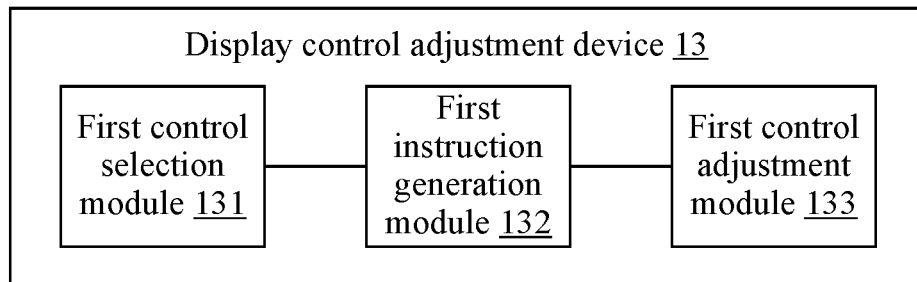 Display control adjustment device 13
First control
selection
module 131
First
instruction
generation
module 132
First control
adjustment
module 133